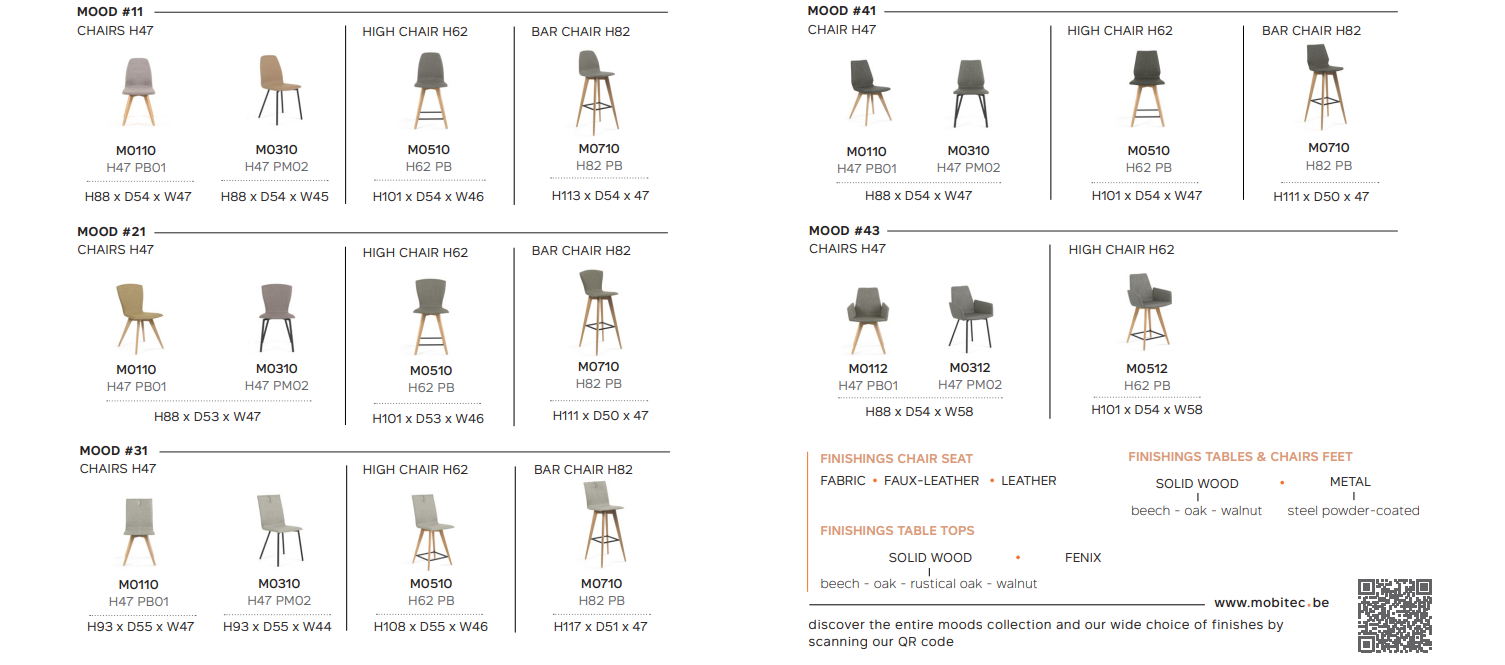 MOOD #11
CHAIRS H47
HIGH CHAIR H62
BAR CHAIR H82
M0110
H47 PB01
M0310
H47 PM02
M0510
H62 PB
M0710
H82 PB
H88 x D54 x W47
H88 x D54 x W45
H101 x D54 x W46
H113 x D54 x 47
MOOD #21
CHAIRS H47
HIGH CHAIR H62
BAR CHAIR H82
M0110
H47 PB01
M0310
H47 PM02
M0510
H62 PB
M0710
H82 PB
H88 x D53 x W47
H101 x D53 x W46
H111 x D50 x 47
MOOD #31
CHAIRS H47
HIGH CHAIR H62
BAR CHAIR H82
M0110
H47 PB01
M0310
H47 PM02
M0510
H62 PB
M0710
H82 PB
H93 x D55 x W47
H93 x D55 x W44
H108 x D55 x W46
H117 x D51 x 47
MOOD #41
CHAIR H47
HIGH CHAIR H62
BAR CHAIR H82
M0110
H47 PB01
M0310
H47 PM02
M0510
H62 PB
M0710
H82 PB
H88 x D54 x W47
H101 x D54 x W47
H111 x D50 x 47
MOOD #43
CHAIRS H47
HIGH CHAIR H62
M0112
H47 PB01
M0312
H47 PM02
M0512
H62 PB
H88 x D54 x W58
H101 x D54 x W58
FINISHINGS CHAIR SEAT
FABRIC • FAUX-LEATHER • LEATHER
FINISHINGS TABLES & CHAIRS FEET
SOLID WOOD • METAL
beech - oak - walnut steel powder-coated
FINISHINGS TABLE TOPS
SOLID WOOD • FENIX
beech - oak - rustical oak - walnut
www.mobitec.be
discover the entire moods collection and our wide choice of finishes by
scanning our QR code